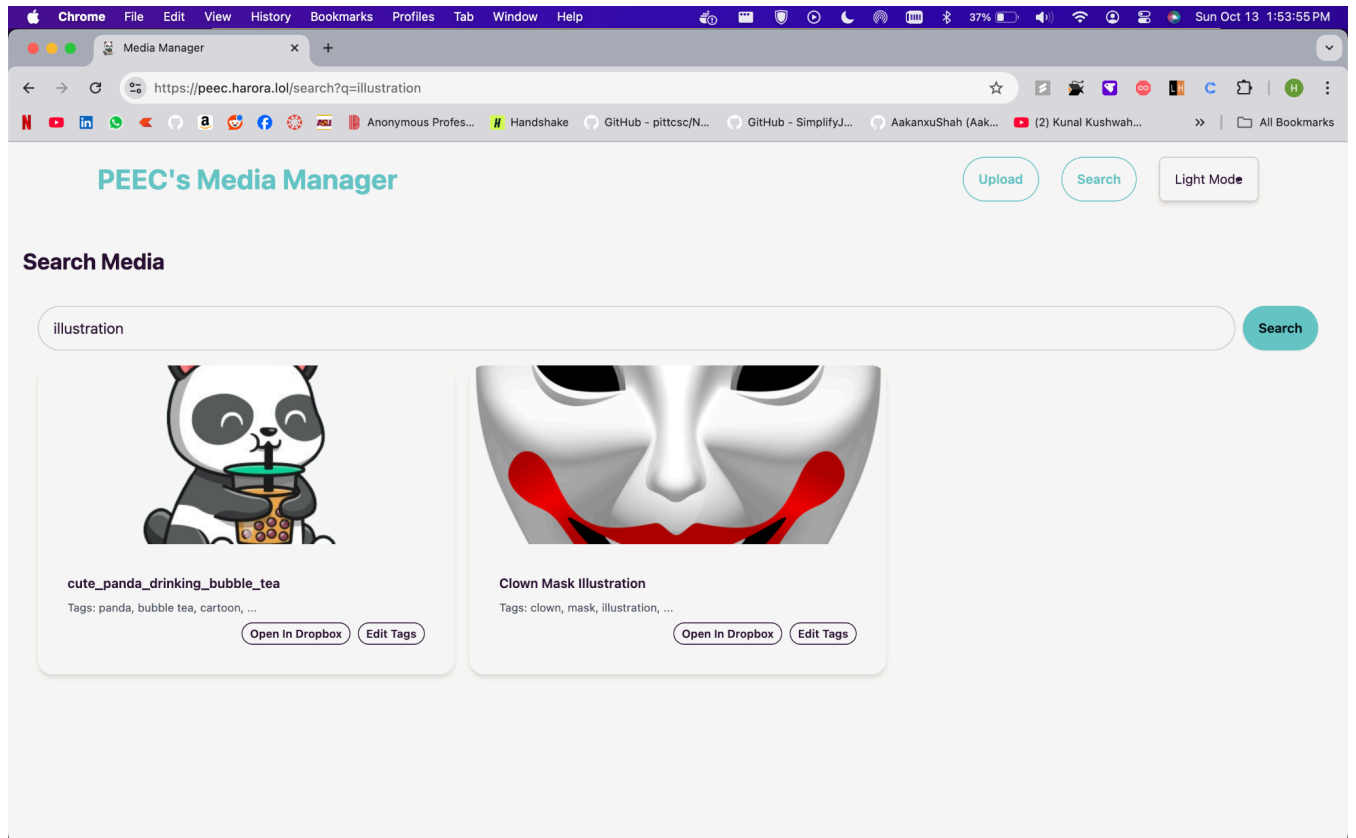 Chrome File Edit View History Bookmarks Profiles Tab Window Help 37% Sun Oct 13 1:53:55 PM
Media Manager
https://peec.harora.lol/search?q=illustration
Anonymous Profes... Handshake GitHub - pittcsc/N... GitHub - SimplifyJ... AakanxuShah (Aak... (2) Kunal Kushwah... All Bookmarks
PEEC's Media Manager Upload Search Light Mode
Search Media
illustration Search
cute_panda_drinking_bubble_tea
Tags: panda, bubble tea, cartoon, ...
Open In Dropbox Edit Tags
Clown Mask Illustration
Tags: clown, mask, illustration, ...
Open In Dropbox Edit Tags